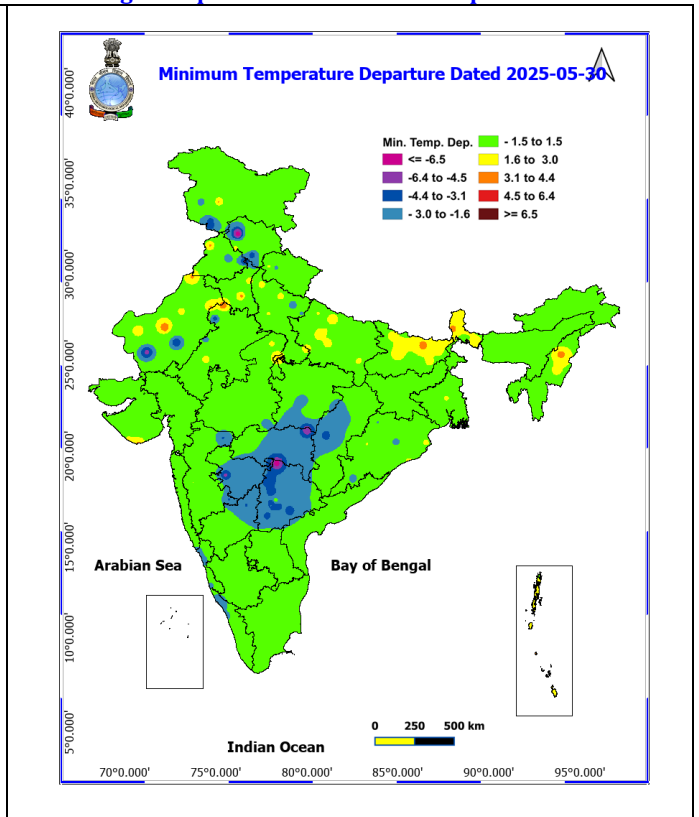 Minimum Temperature Departure Dated 2025-05-30
Min. Temp. Dep.
<= -6.5
-6.4 to -4.5
-4.4 to -3.1
- 3.0 to -1.6
- 1.5 to 1.5
1.6 to 3.0
3.1 to 4.4
4.5 to 6.4
>= 6.5
40°0.000'
35°0.000'
30°0.000'
25°0.000'
20°0.000'
15°0.000'
10°0.000'
5°0.000'
Arabian Sea
Bay of Bengal
0 250 500 km
Indian Ocean
70°0.000' 75°0.000' 80°0.000' 85°0.000' 90°0.000' 95°0.000'